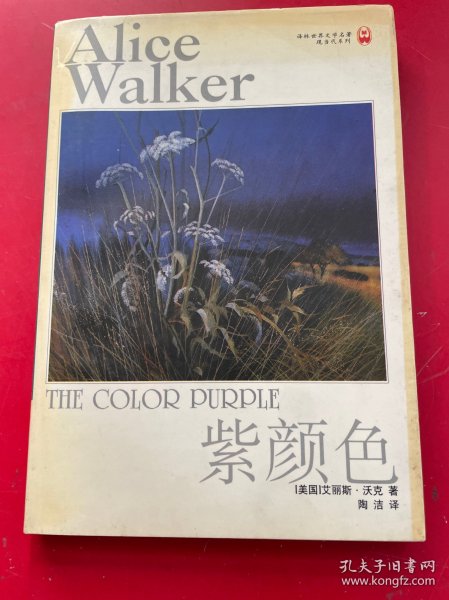 Alice
Walker
译林世界文学名著
现当代系列
THE COLOR PURPLE
紫颜色
[美国]艾丽斯·沃克 著
陶洁 译
孔夫子旧书网
www.kongfz.com